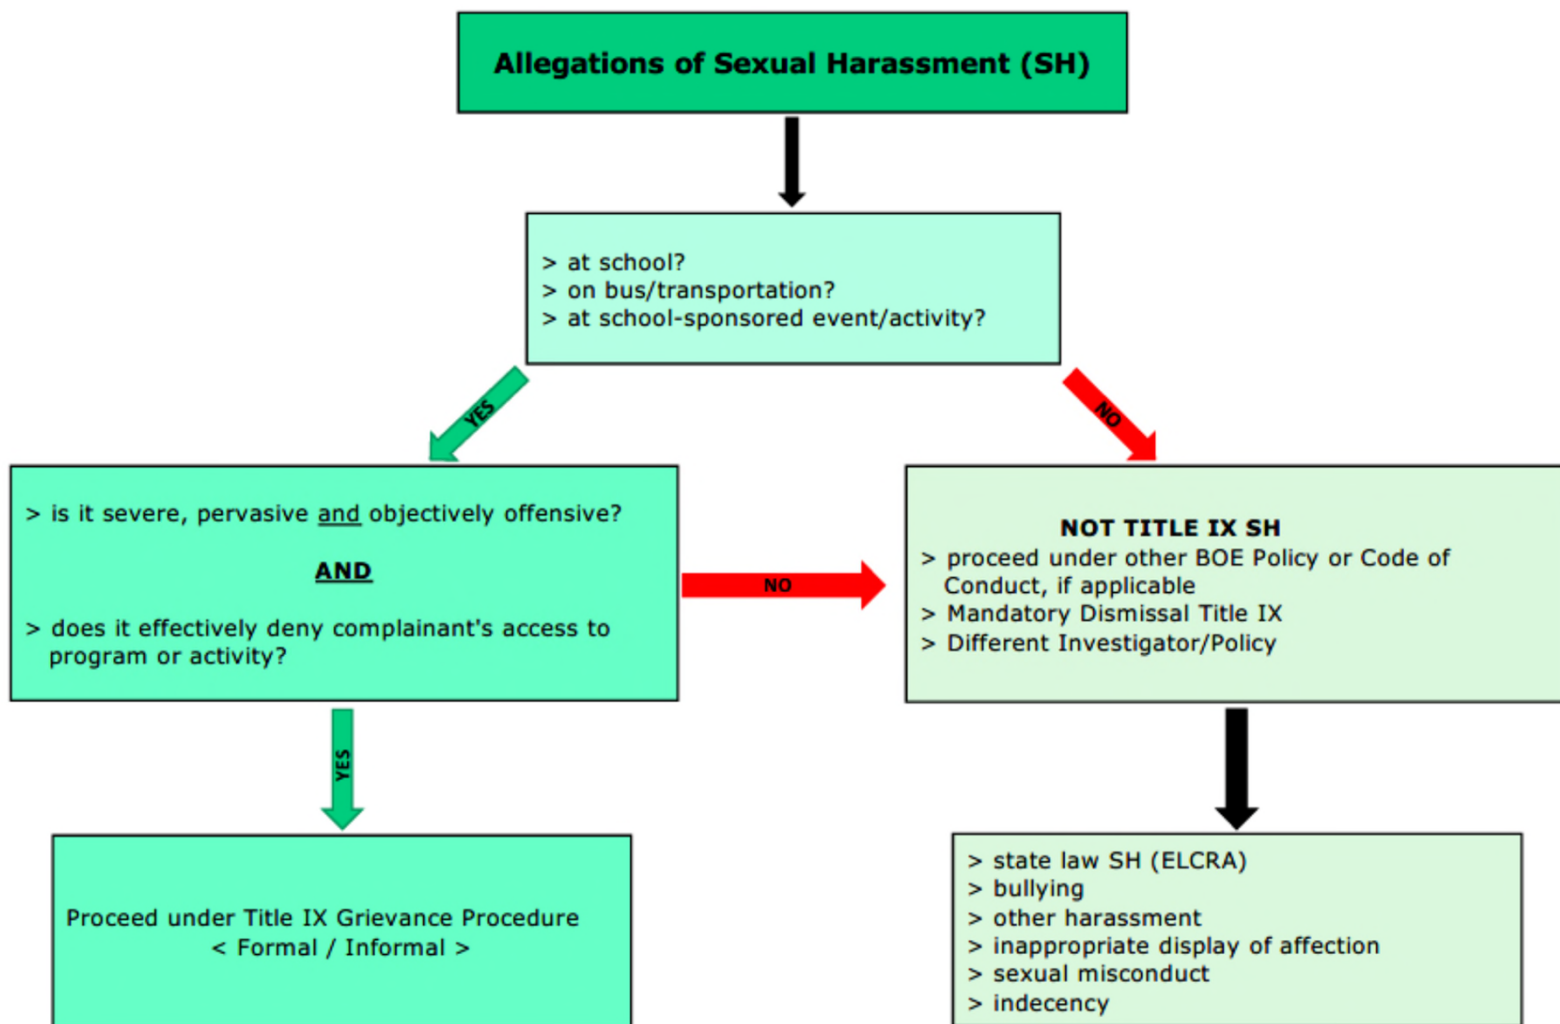 Allegations of Sexual Harassment (SH)
> at school?
> on bus/transportation?
> at school-sponsored event/activity?
YES
NO
> is it severe, pervasive and objectively offensive?
AND
> does it effectively deny complainant's access to
program or activity?
NO
NOT TITLE IX SH
> proceed under other BOE Policy or Code of
Conduct, if applicable
> Mandatory Dismissal Title IX
> Different Investigator/Policy
YES
Proceed under Title IX Grievance Procedure
< Formal / Informal >
> state law SH (ELCRA)
> bullying
> other harassment
> inappropriate display of affection
> sexual misconduct
> indecency